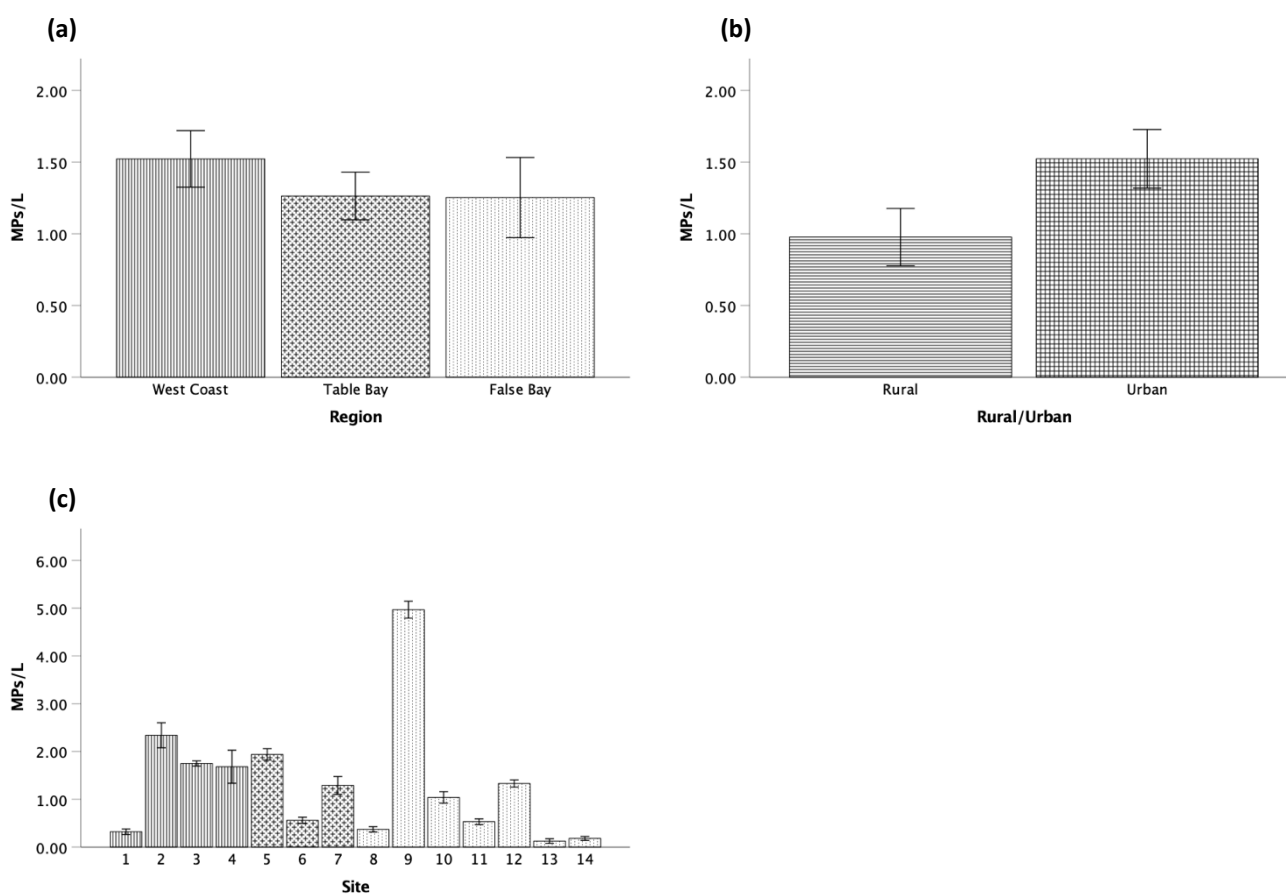 (a)
2.00
1.50
1.00
0.50
0.00
MPs/L
West Coast Table Bay False Bay
Region
(b)
2.00
1.50
1.00
0.50
0.00
MPs/L
Rural Urban
Rural/Urban
(c)
6.00
5.00
4.00
3.00
2.00
1.00
0.00
MPs/L
1 2 3 4 5 6 7 8 9 10 11 12 13 14
Site